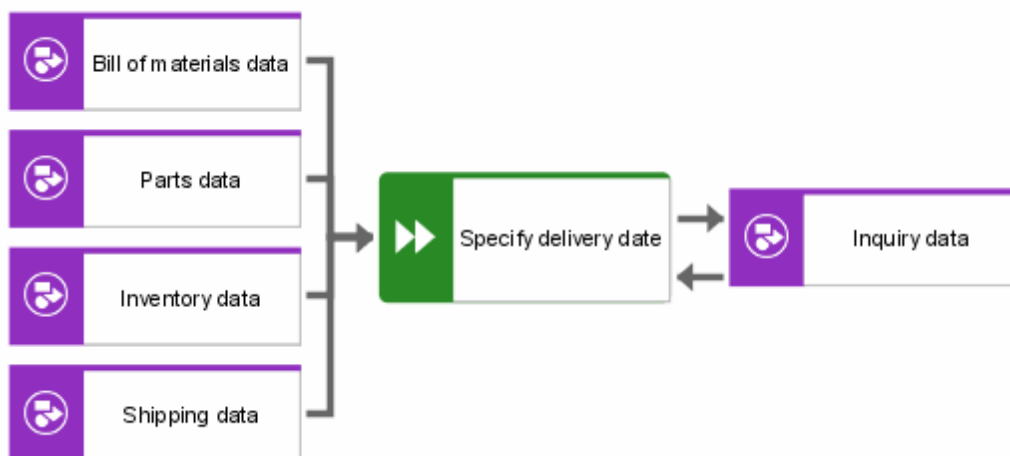 Bill of materials data
Parts data
Specify delivery date
Inquiry data
Inventory data
Shipping data